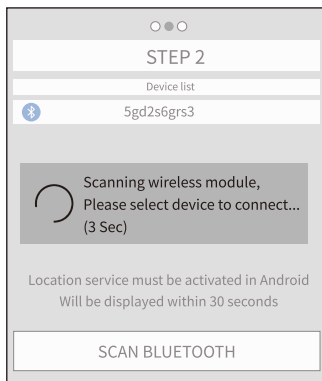 STEP 2
Device list
5gd2s6grs3
Scanning wireless module,
Please select device to connect...
(3 Sec)
Location service must be activated in Android
Will be displayed within 30 seconds
SCAN BLUETOOTH